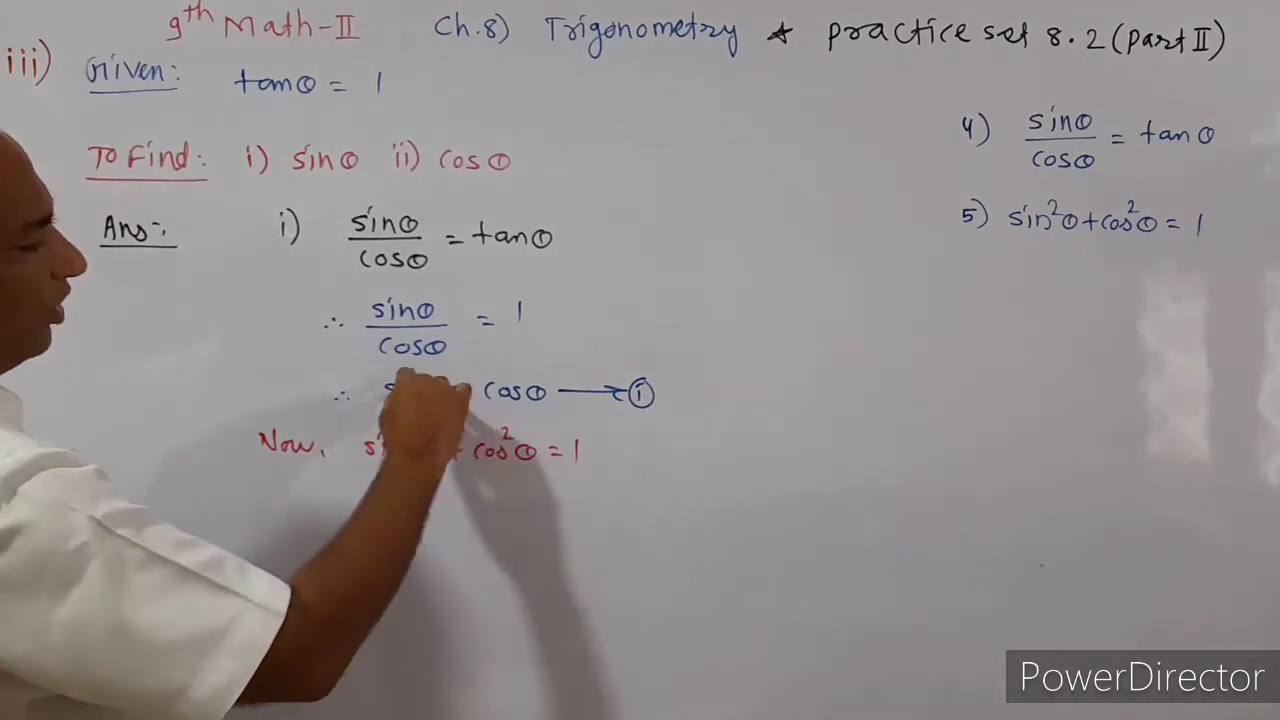 9th Math-II Ch.8) Trigonometry * practice set 8.2 (Part II)
iii) Given: tanθ = 1
To Find: i) sinθ ii) cosθ
Ans:- i) sinθ/cosθ = tanθ
∴ sinθ/cosθ = 1
∴ cosθ ⟶ ①
Now, cos²θ = 1
4) sinθ/cosθ = tanθ
5) sin²θ + cos²θ = 1
PowerDirector